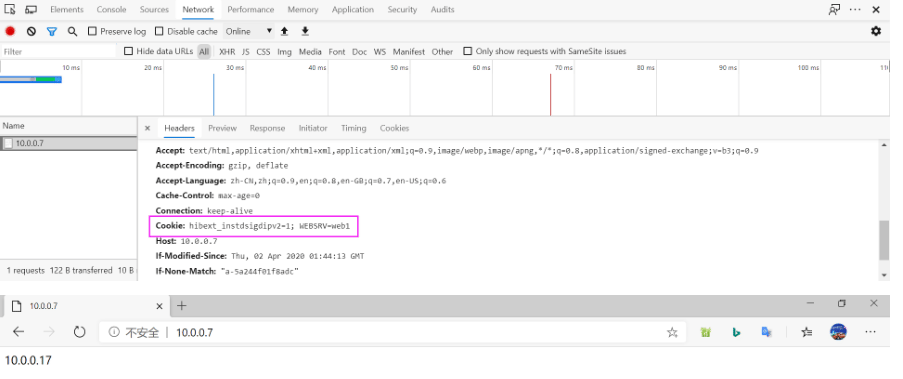 Elements Console Sources Network Performance Memory Application Security Audits
Preserve log Disable cache Online
Filter Hide data URLs All XHR JS CSS Img Media Font Doc WS Manifest Other Only show requests with SameSite issues
10 ms 20 ms 30 ms 40 ms 50 ms 60 ms 70 ms 80 ms 90 ms 100 ms 11
Name Headers Preview Response Initiator Timing Cookies
10.0.0.7
Accept: text/html,application/xhtml+xml,application/xml;q=0.9,image/webp,image/apng,*/*;q=0.8,application/signed-exchange;v=b3;q=0.9
Accept-Encoding: gzip, deflate
Accept-Language: zh-CN,zh;q=0.9,en;q=0.8,en-GB;q=0.7,en-US;q=0.6
Cache-Control: max-age=0
Connection: keep-alive
Cookie: hibext_instdsigdipv2=1; WEBSRV=web1
Host: 10.0.0.7
If-Modified-Since: Thu, 02 Apr 2020 01:44:13 GMT
If-None-Match: "a-5a244f01f8adc"
1 requests 122 B transferred 10 B
10.0.0.7
不安全 | 10.0.0.7
10.0.0.17